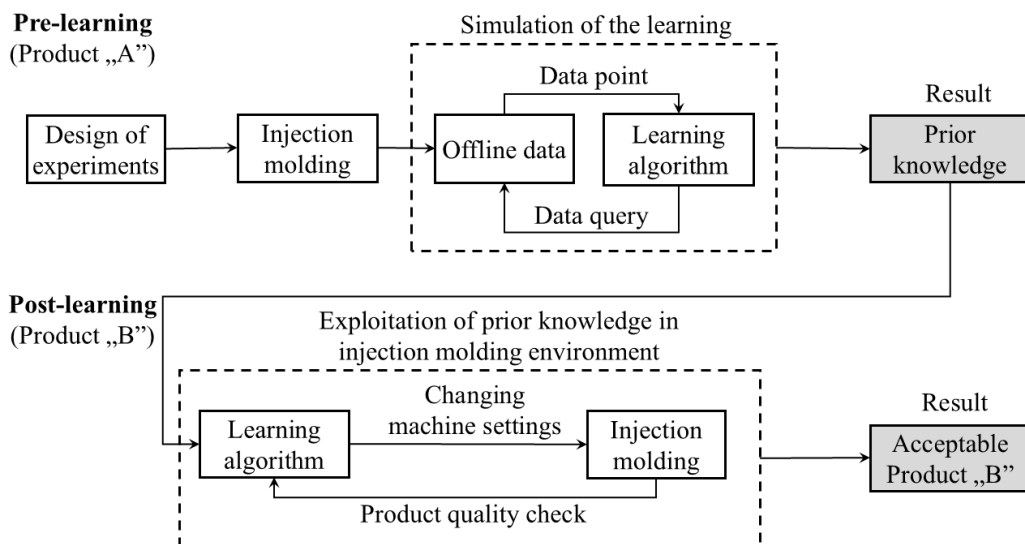 Pre-learning
(Product „A”)
Simulation of the learning
Data point
Design of
experiments
Injection
molding
Offline data
Learning
algorithm
Data query
Result
Prior
knowledge
Post-learning
(Product „B”)
Exploitation of prior knowledge in
injection molding environment
Changing
machine settings
Learning
algorithm
Injection
molding
Product quality check
Result
Acceptable
Product „B”